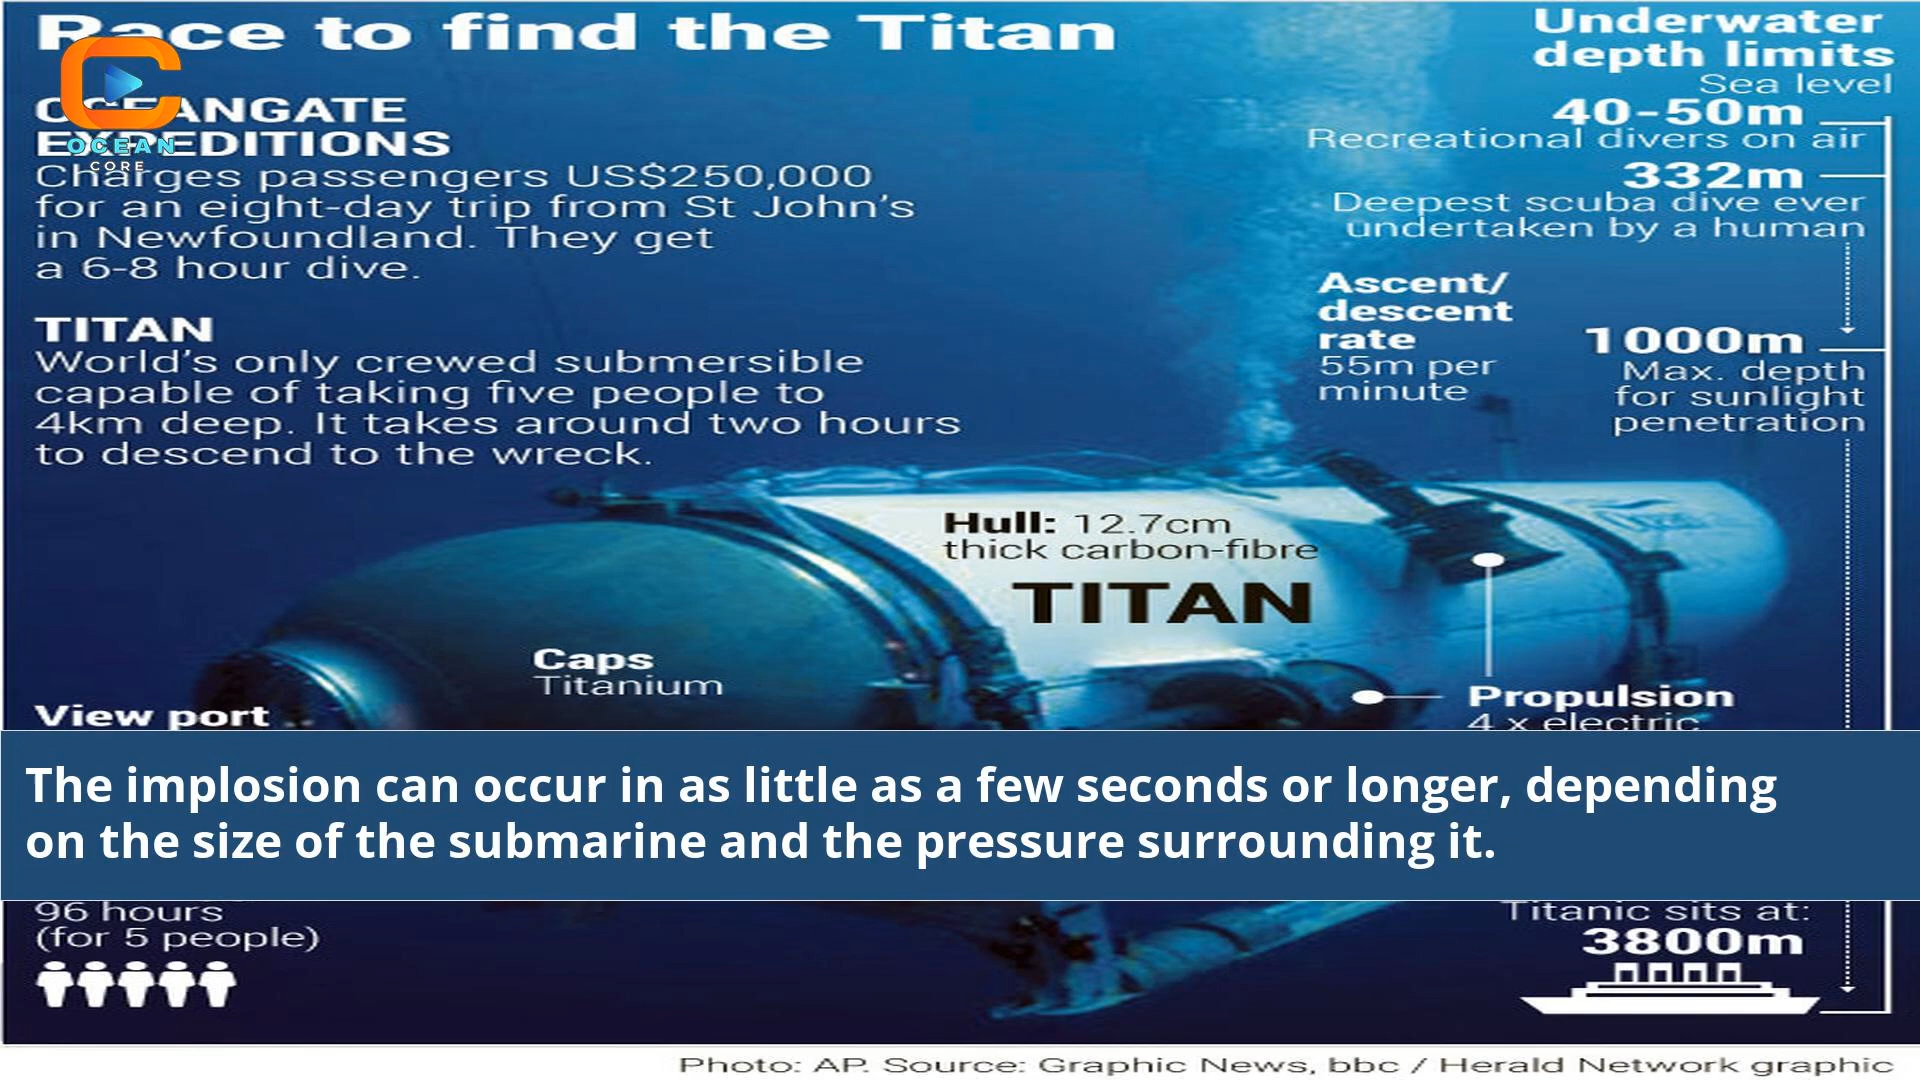 Race to find the Titan
OCEANGATE
EXPEDITIONS
OCEAN
CORE
Charges passengers US$250,000
for an eight-day trip from St John’s
in Newfoundland. They get
a 6-8 hour dive.
TITAN
World’s only crewed submersible
capable of taking five people to
4km deep. It takes around two hours
to descend to the wreck.
Underwater
depth limits
Sea level
40-50m
Recreational divers on air
332m
Deepest scuba dive ever
undertaken by a human
Ascent/
descent
rate
55m per
minute
1000m
Max. depth
for sunlight
penetration
Hull: 12.7cm
thick carbon-fibre
TITAN
Caps
Titanium
View port
Propulsion
4 x electric
The implosion can occur in as little as a few seconds or longer, depending
on the size of the submarine and the pressure surrounding it.
96 hours
(for 5 people)
Titanic sits at:
3800m
Photo: AP. Source: Graphic News, bbc / Herald Network graphic